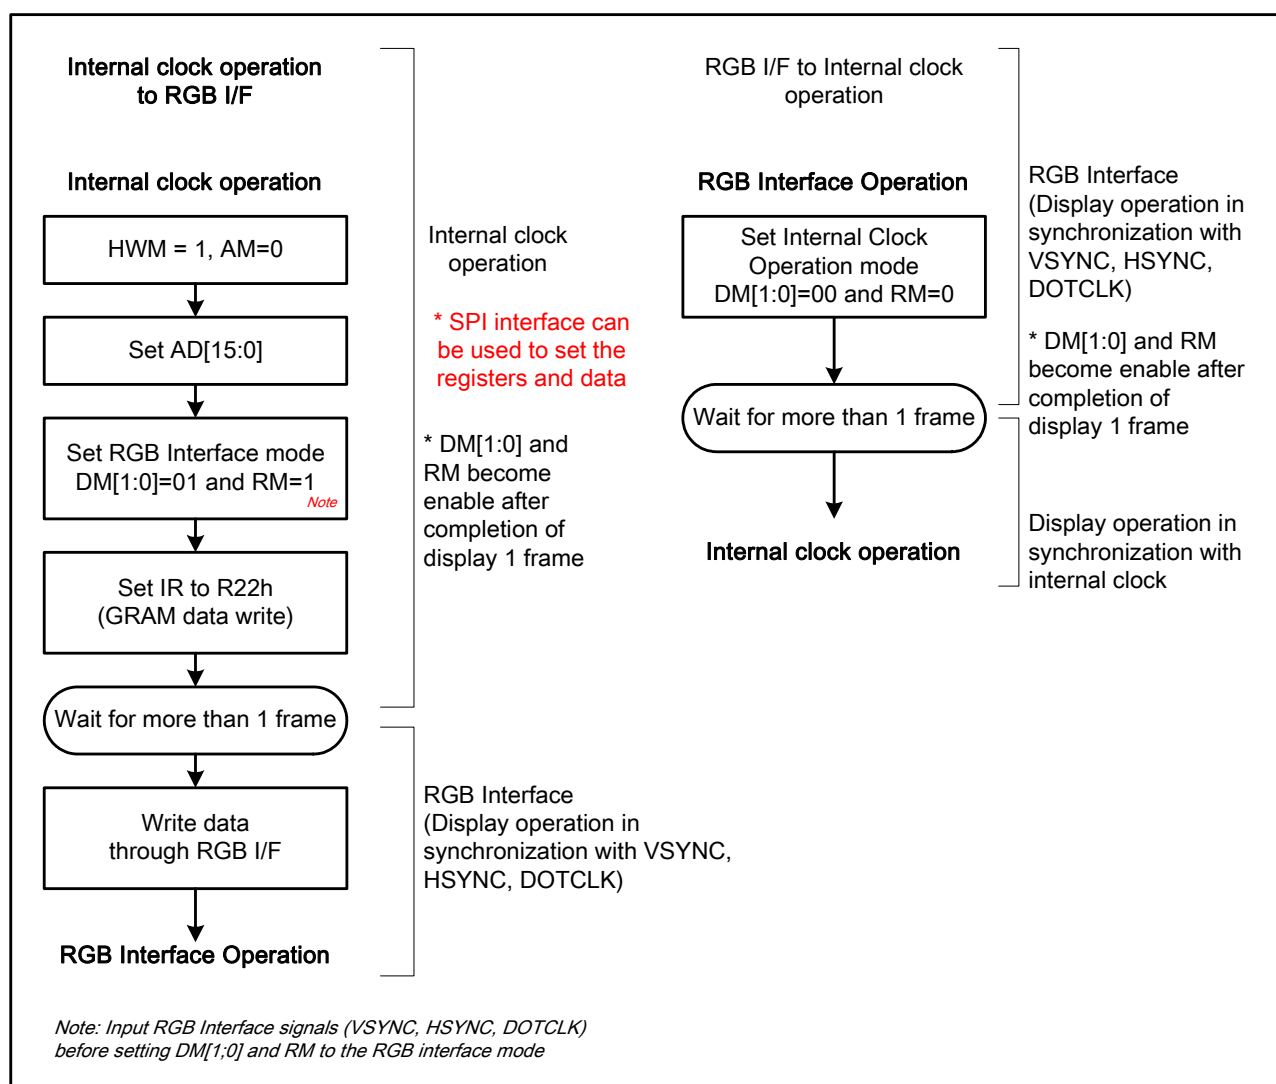 Internal clock operation
to RGB I/F
Internal clock operation
HWM = 1, AM=0
Set AD[15:0]
Set RGB Interface mode
DM[1:0]=01 and RM=1
Note
Set IR to R22h
(GRAM data write)
Wait for more than 1 frame
Write data
through RGB I/F
RGB Interface Operation
Internal clock
operation
* SPI interface can
be used to set the
registers and data
* DM[1:0] and
RM become
enable after
completion of
display 1 frame
RGB Interface
(Display operation in
synchronization with VSYNC,
HSYNC, DOTCLK)
RGB I/F to Internal clock
operation
RGB Interface Operation
Set Internal Clock
Operation mode
DM[1:0]=00 and RM=0
Wait for more than 1 frame
Internal clock operation
RGB Interface
(Display operation in
synchronization with
VSYNC, HSYNC,
DOTCLK)
* DM[1:0] and RM
become enable after
completion of
display 1 frame
Display operation in
synchronization with
internal clock
Note: Input RGB Interface signals (VSYNC, HSYNC, DOTCLK)
before setting DM[1;0] and RM to the RGB interface mode